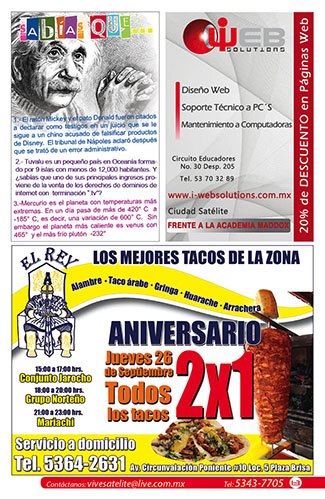 ¿SABÍAS QUE...
1.- El ratón Mickey y el pato Donald fueron citados
a declarar como testigos en un juicio que se le
sigue a un chino acusado de falsificar productos
de Disney. El tribunal de Nápoles aclaró después
que se trató de un error administrativo.
2.- Tuvalu es un pequeño país en Oceanía forma-
do por 9 islas con menos de 12,000 habitantes. Y
¿sabías que uno de sus principales ingresos pro-
viene de la venta de los derechos de dominios de
internet con terminación ".tv"?
3.-Mercurio es el planeta con temperaturas más
extremas. En un día pasa de más de 420° C a
-185° C, es decir, una variación de 600° C. Sin
embargo el planeta más caliente es venus con
465° y el más frío plutón -232°
iWEB
SOLUTIONS
Diseño Web
Soporte Técnico a PC´S
Mantenimiento a Computadoras
Circuito Educadores
No. 30 Desp. 205
Tel. 53 70 32 89
www.i-websolutions.com.mx
Ciudad Satélite
FRENTE A LA ACADEMIA MADDOX
20% de DESCUENTO en Páginas Web
EL REY
LOS MEJORES TACOS DE LA ZONA
Alambre · Taco árabe · Gringa · Huarache · Arrachera
ANIVERSARIO
Jueves 26
de Septiembre
Todos
los tacos
2x1
15:00 a 17:00 hrs.
Conjunto Jarocho
18:00 a 20:00 hrs.
Grupo Norteño
21:00 a 23:00 hrs.
Mariachi
Servicio a domicilio
Tel. 5364-2631
Av. Circunvalación Poniente #10 Loc. 5 Plaza Brisa
Contáctanos: vivesatelite@live.com.mx
Tel. 5343-7705